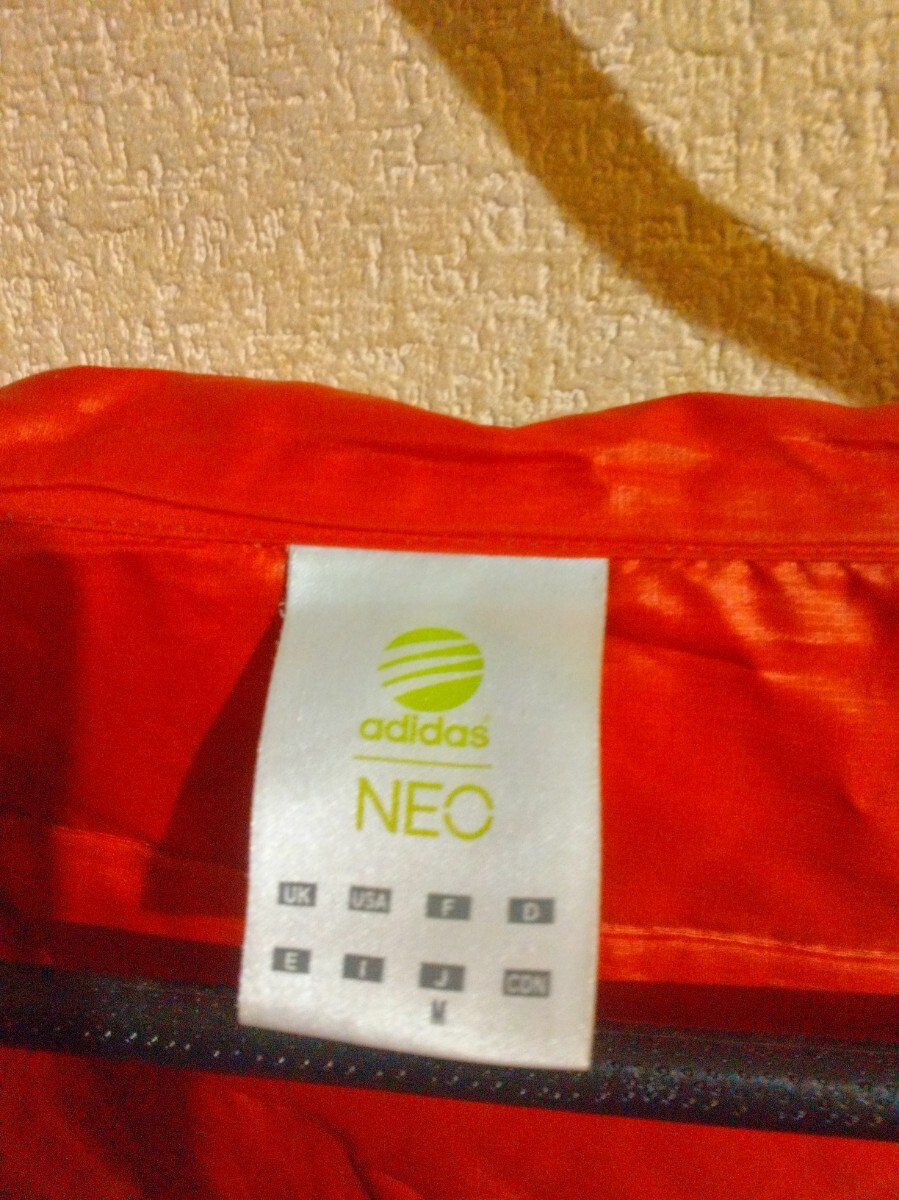 adidas
NEO
UK USA F D
E I J CDN
M